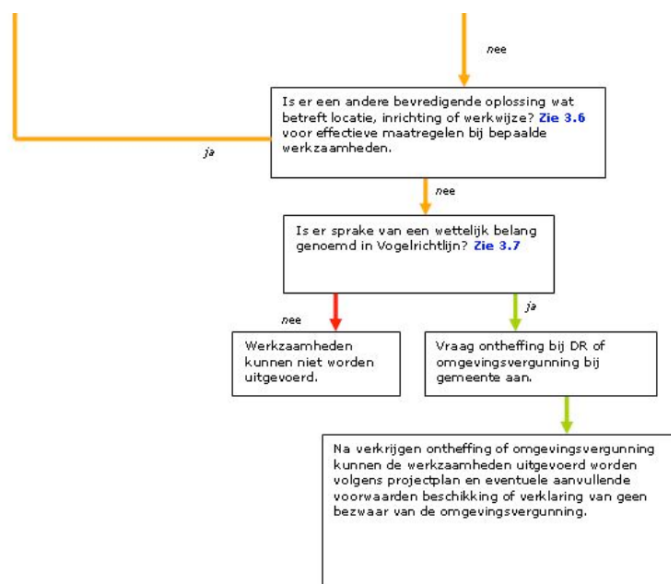 nee
Is er een andere bevredigende oplossing wat
betreft locatie, inrichting of werkwijze? Zie 3.6
voor effectieve maatregelen bij bepaalde
werkzaamheden.
ja
nee
Is er sprake van een wettelijk belang
genoemd in Vogelrichtlijn? Zie 3.7
nee
ja
Werkzaamheden
kunnen niet worden
uitgevoerd.
Vraag ontheffing bij DR of
omgevingsvergunning bij
gemeente aan.
Na verkrijgen ontheffing of omgevingsvergunning
kunnen de werkzaamheden uitgevoerd worden
volgens projectplan en eventuele aanvullende
voorwaarden beschikking of verklaring van geen
bezwaar van de omgevingsvergunning.